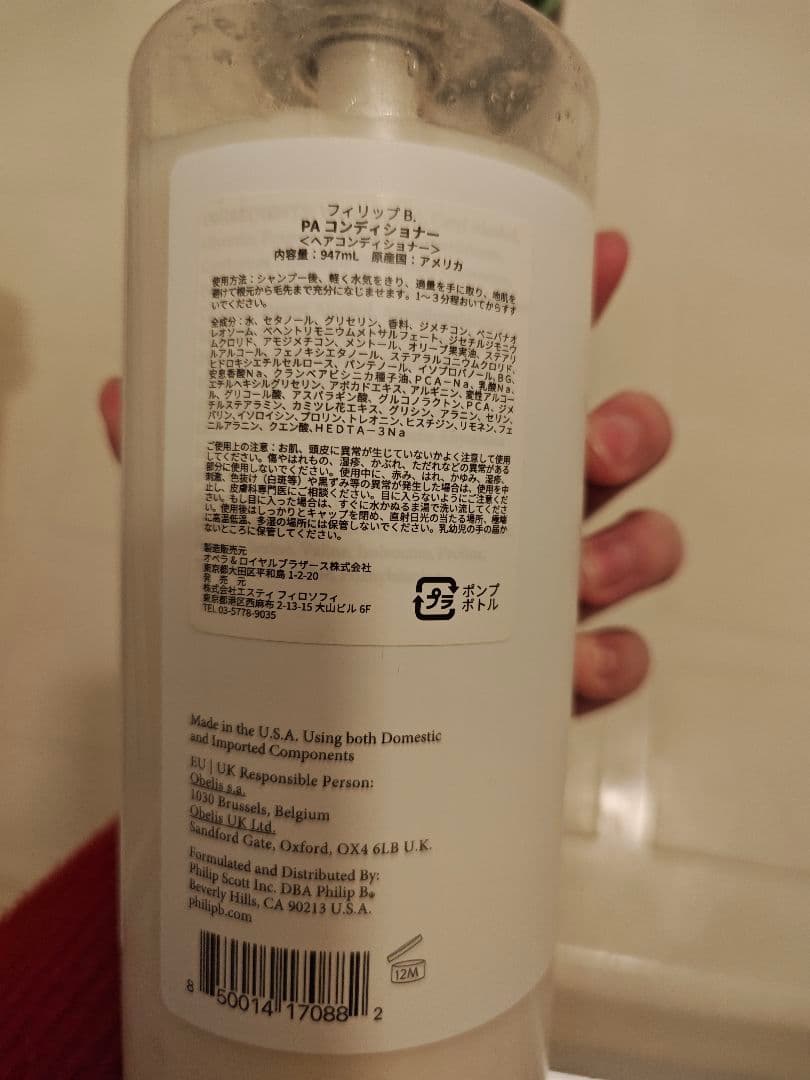 フィリップ B.
PA コンディショナー
<ヘアコンディショナー>
内容量：947mL　原産国：アメリカ
使用方法：シャンプー後、軽く水気をきり、適量を手に取り、地肌を
避けて根元から毛先まで充分になじませます。1～3分程おいてからすす
いでください。
全成分：水、セタノール、グリセリン、香料、ジメチコン、ベニバナオ
レオソーム、ベヘントリモニウムメトサルフェート、ジセチルジモニウ
ムクロリド、アモジメチコン、メントール、オリーブ果実油、ステアリ
ルアルコール、フェノキシエタノール、ステアラルコニウムクロリド、
ヒドロキシエチルセルロース、パンテノール、イソプロパノール、BG、
安息香酸Na、クランベアビシニカ種子油、PCA－Na、乳酸Na、
エチルヘキシルグリセリン、アボカドエキス、アルギニン、変性アルコー
ル、グリコール酸、アスパラギン酸、グルコノラクトン、PCA、ジメ
チルステアラミン、カミツレ花エキス、グリシン、アラニン、セリン、
バリン、イソロイシン、プロリン、トレオニン、ヒスチジン、リモネン、フェ
ニルアラニン、クエン酸、HEDTA－3Na
ご使用上の注意：お肌、頭皮に異常が生じていないかよく注意して使用
してください。傷やはれもの、湿疹、かぶれ、ただれなどの異常がある
部分に使用しないでください。使用中に、赤み、はれ、かゆみ、湿疹、
刺激、色抜け（白斑等）や黒ずみ等の異常が発生した場合は、使用を中
止し、皮膚科専門医にご相談ください。目に入らないようにご注意くださ
い。もし目に入った場合は、すぐに水かぬるま湯で洗い流してくださ
い。使用後はしっかりとキャップを閉め、直射日光の当たる場所、極端
に高温低温、多湿の場所には保管しないでください。乳幼児の手の届か
ないところに保管してください。
製造販売元
オペラ＆ロイヤルブラザース株式会社
東京都大田区平和島 1-2-20
発　売　元
株式会社エスティ フィロソフィ
東京都港区西麻布 2-13-15 大山ビル 6F
TEL 03-5778-9035
プラ
ポンプ
ボトル
Made in the U.S.A. Using both Domestic
and Imported Components
EU | UK Responsible Person:
Obelis s.a.
1030 Brussels, Belgium
Obelis UK Ltd.
Sandford Gate, Oxford, OX4 6LB U.K.
Formulated and Distributed By:
Philip Scott Inc. DBA Philip B®
Beverly Hills, CA 90213 U.S.A.
philipb.com
12M
8 50014 17088 2